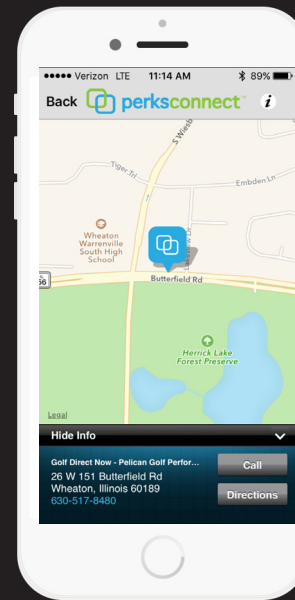 ●●●●● Verizon LTE 11:14 AM 89%
Back perksconnect™ i
S Wiesb
Tiger Trl
Embden Ln
Wheaton
Warrenville
South High
School
56
Butterfield Rd
Herrick Lake
Forest Preserve
Legal
Hide Info
Golf Direct Now - Pelican Golf Perfor...
26 W 151 Butterfield Rd
Wheaton, Illinois 60189
630-517-8480
Call
Directions